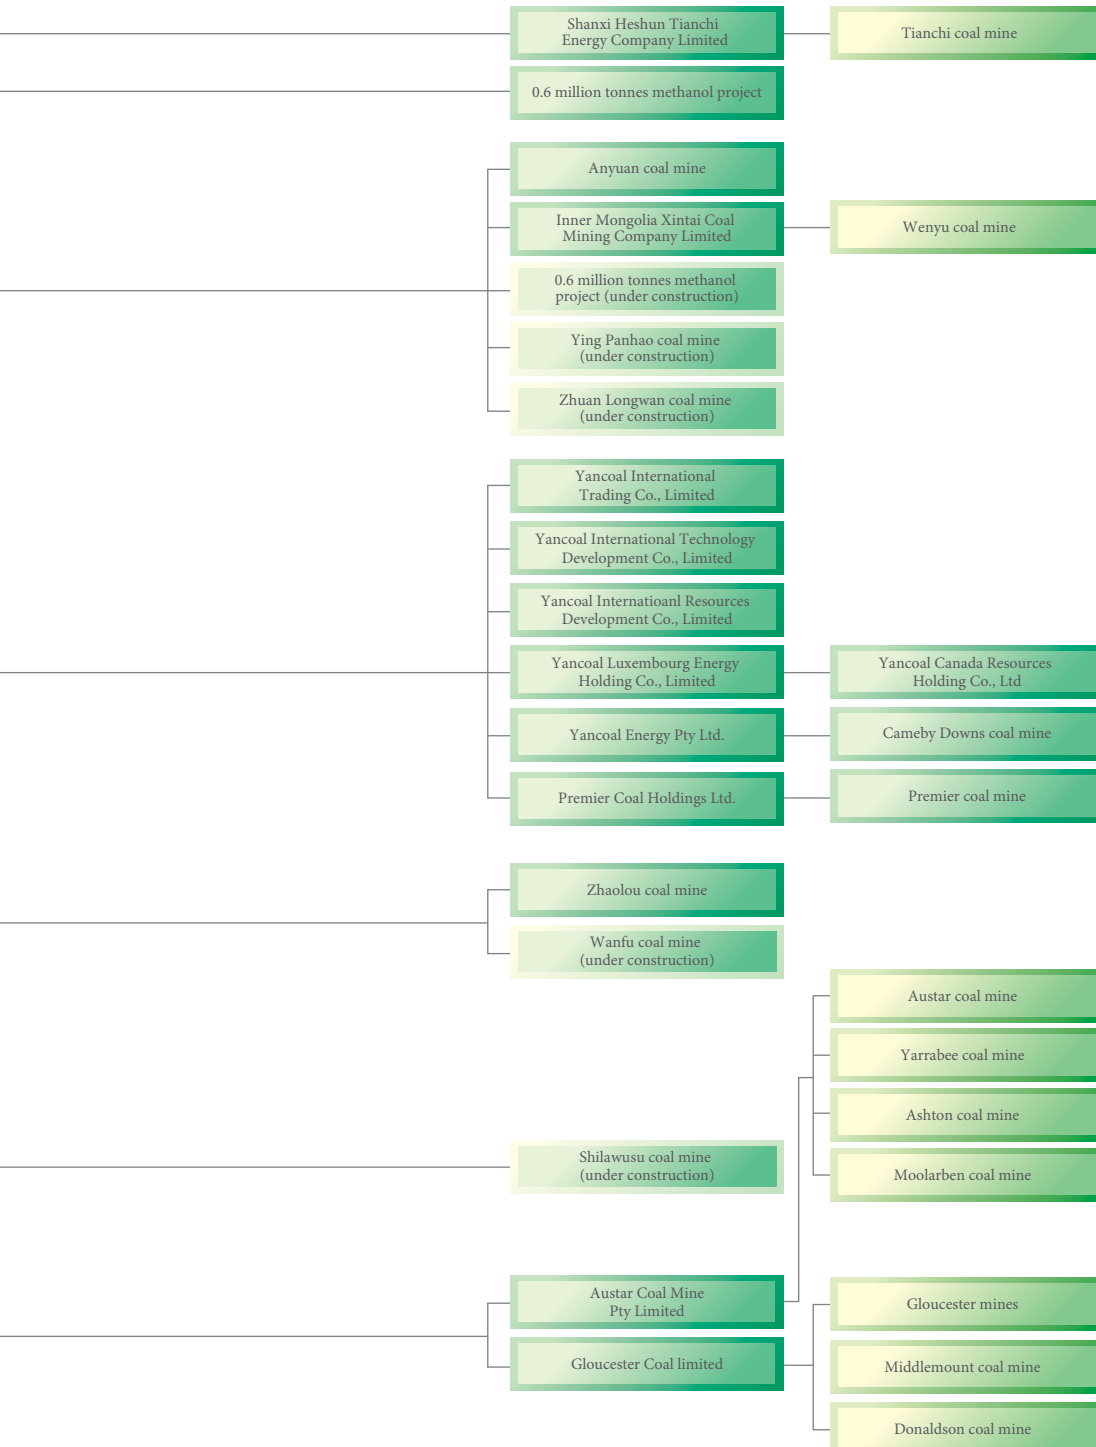 Shanxi Heshun Tianchi
Energy Company Limited
Tianchi coal mine
0.6 million tonnes methanol project
Anyuan coal mine
Inner Mongolia Xintai Coal
Mining Company Limited
Wenyu coal mine
0.6 million tonnes methanol
project (under construction)
Ying Panhao coal mine
(under construction)
Zhuan Longwan coal mine
(under construction)
Yancoal International
Trading Co., Limited
Yancoal International Technology
Development Co., Limited
Yancoal Internatioanl Resources
Development Co., Limited
Yancoal Luxembourg Energy
Holding Co., Limited
Yancoal Canada Resources
Holding Co., Ltd
Yancoal Energy Pty Ltd.
Cameby Downs coal mine
Premier Coal Holdings Ltd.
Premier coal mine
Zhaolou coal mine
Wanfu coal mine
(under construction)
Austar coal mine
Yarrabee coal mine
Ashton coal mine
Moolarben coal mine
Shilawusu coal mine
(under construction)
Austar Coal Mine
Pty Limited
Gloucester Coal limited
Gloucester mines
Middlemount coal mine
Donaldson coal mine